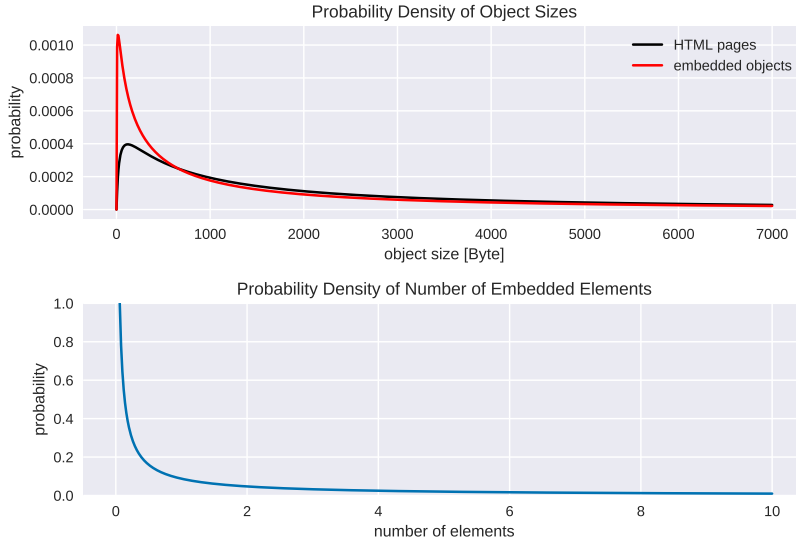 Probability Density of Object Sizes
probability
0.0010
0.0008
0.0006
0.0004
0.0002
0.0000
HTML pages
embedded objects
0 1000 2000 3000 4000 5000 6000 7000
object size [Byte]
Probability Density of Number of Embedded Elements
probability
1.0
0.8
0.6
0.4
0.2
0.0
0 2 4 6 8 10
number of elements